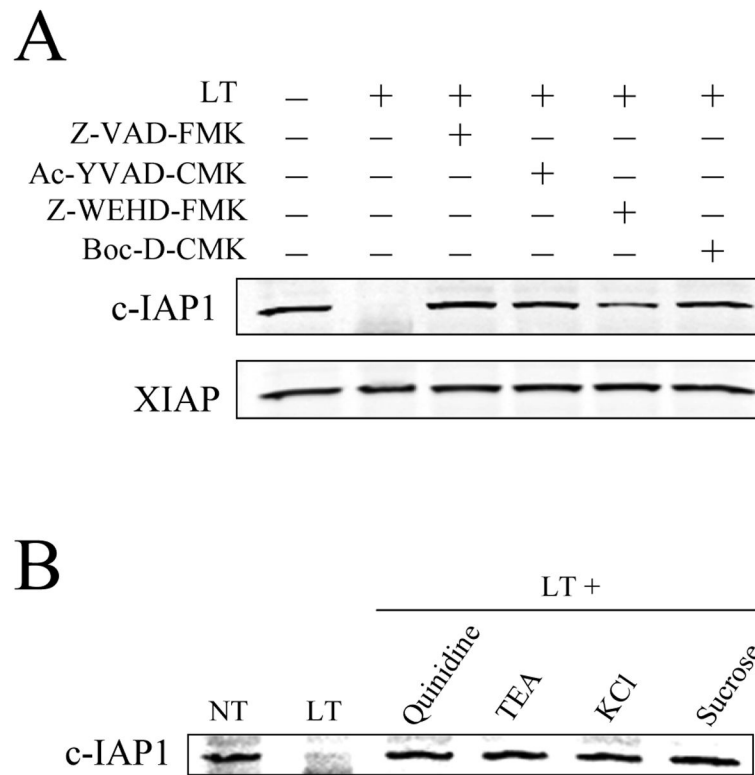 A
LT − + + + + +
Z-VAD-FMK − − + − − −
Ac-YVAD-CMK − − − + − −
Z-WEHD-FMK − − − − + −
Boc-D-CMK − − − − − +
c-IAP1
XIAP
B
LT +
NT LT Quinidine TEA KCl Sucrose
c-IAP1